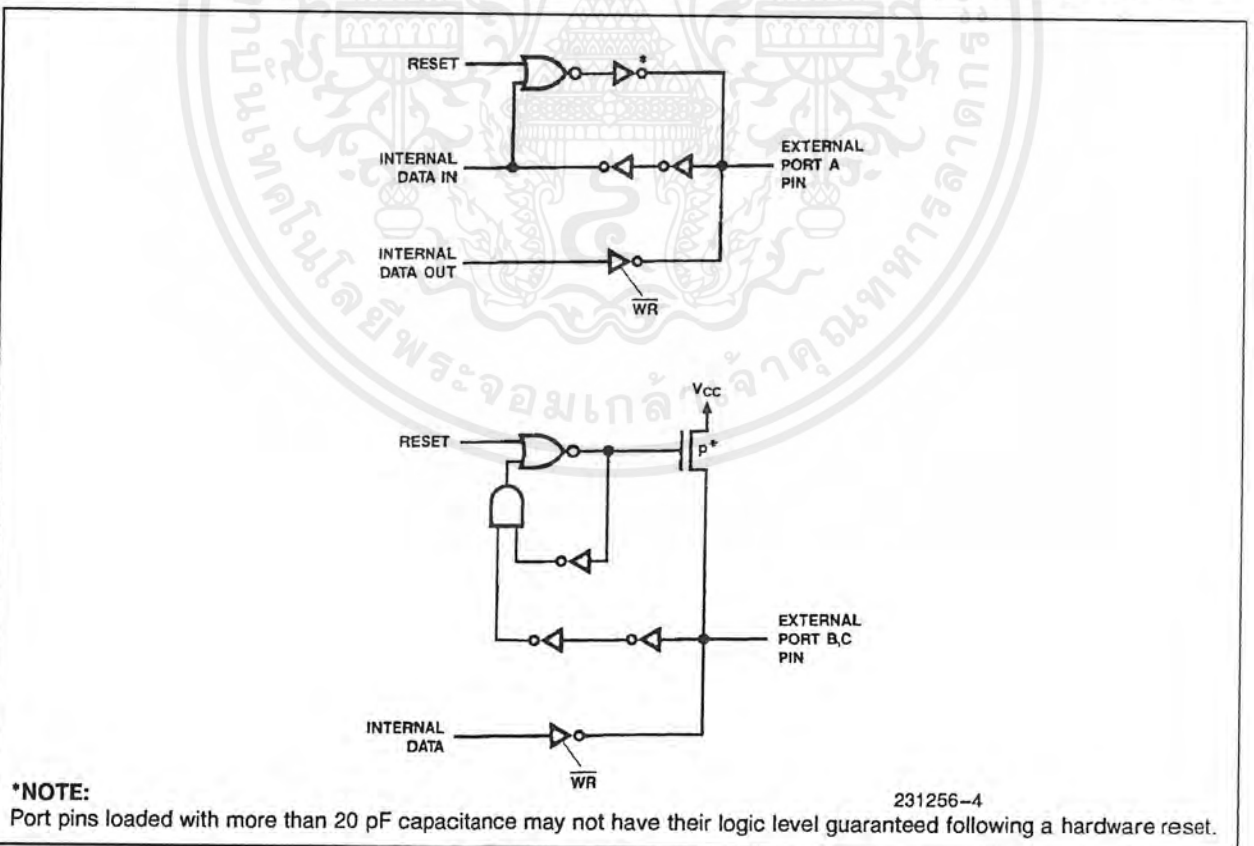 RESET
*
INTERNAL
DATA IN
EXTERNAL
PORT A
PIN
INTERNAL
DATA OUT
W̅R̅
VCC
RESET
P*
EXTERNAL
PORT B,C
PIN
INTERNAL
DATA
W̅R̅
*NOTE:
231256–4
Port pins loaded with more than 20 pF capacitance may not have their logic level guaranteed following a hardware reset.